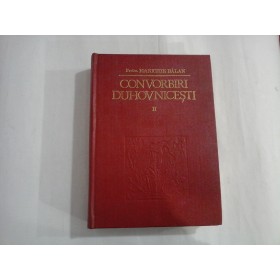 IOANICHIE BĂLAN
CONVORBIRI
DUHOVNICEȘTI
II